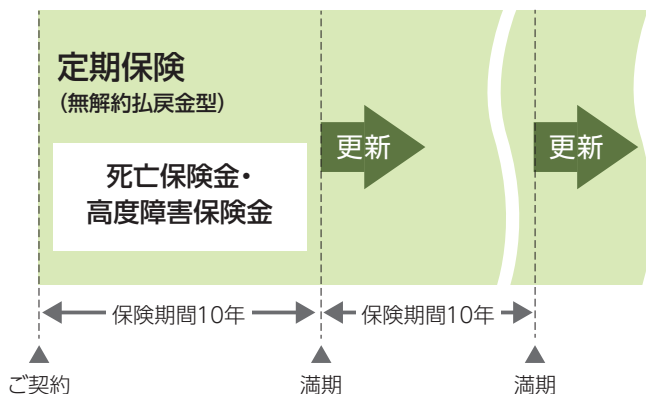 定期保険
(無解約払戻金型)
死亡保険金・
高度障害保険金
更新
更新
保険期間10年
保険期間10年
ご契約
満期
満期